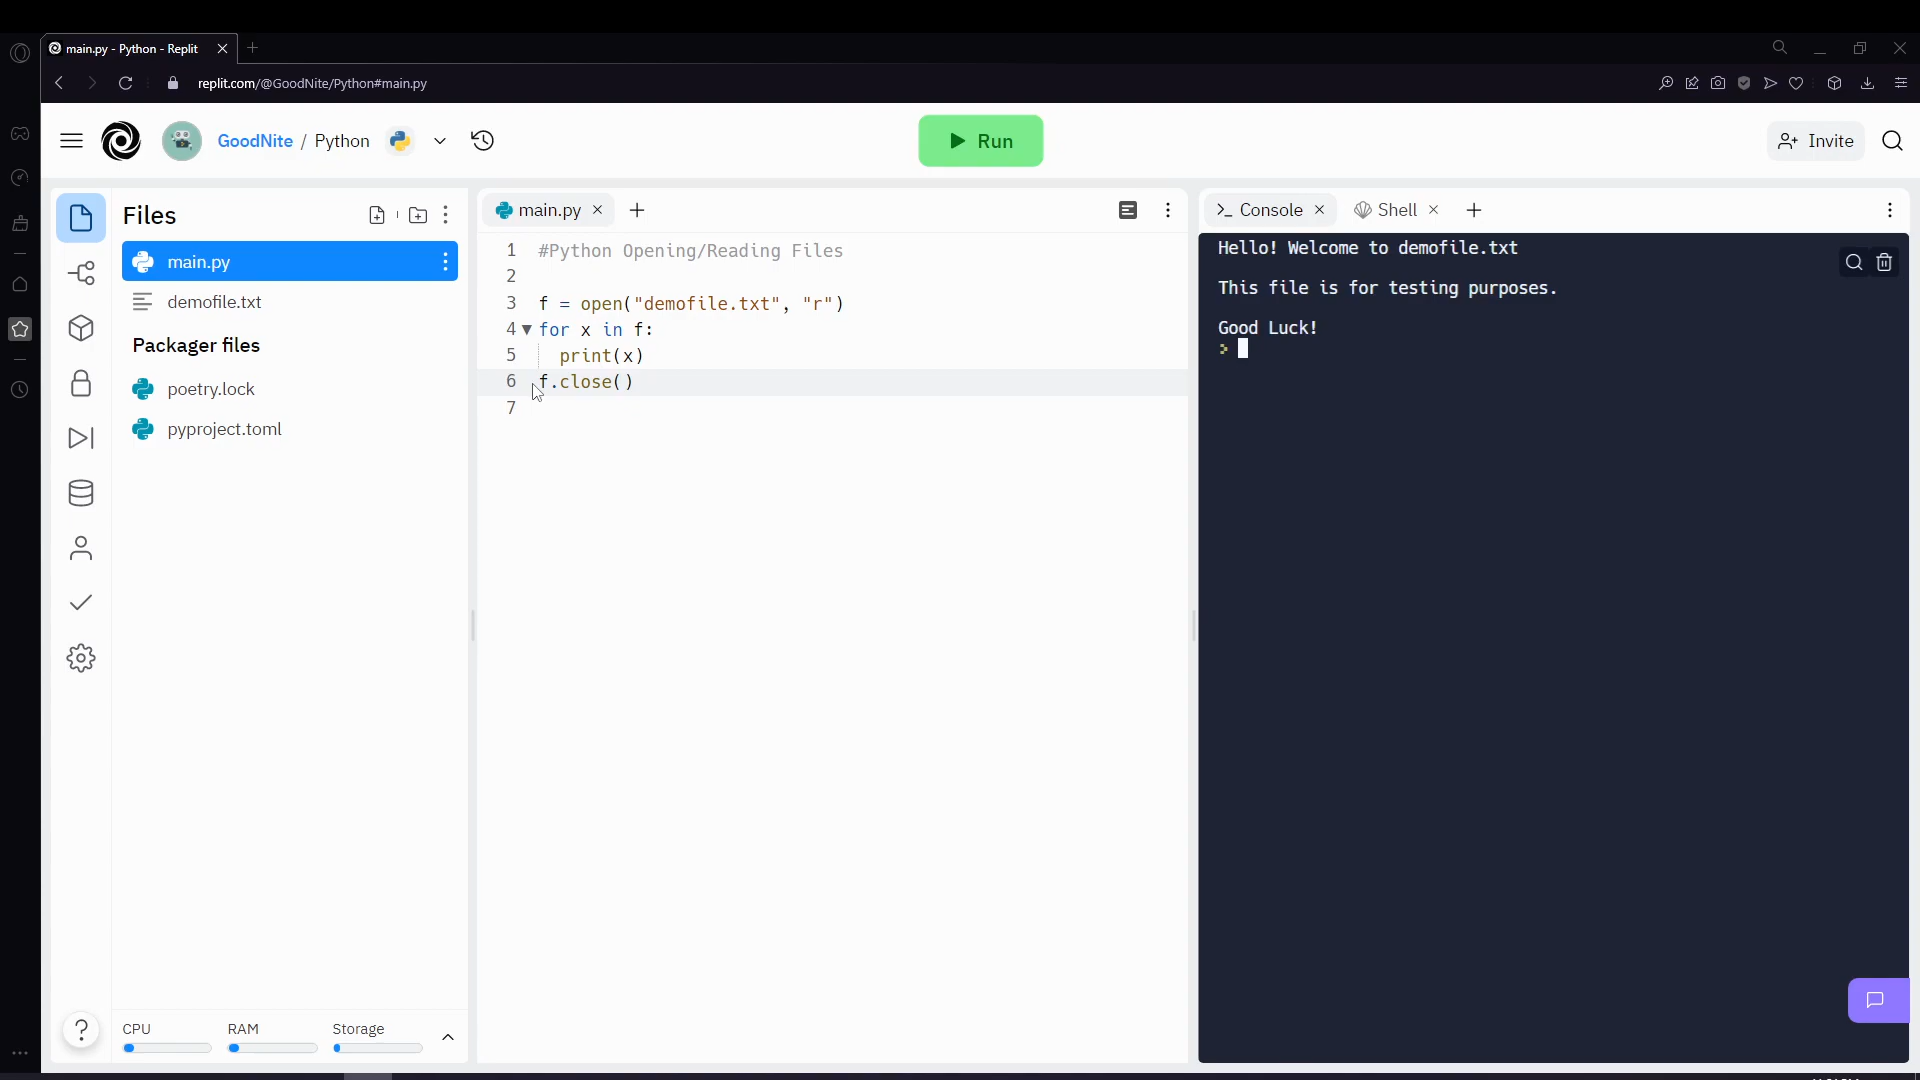 main.py - Python - Replit
replit.com/@GoodNite/Python#main.py
GoodNite / Python
Run
Invite
Files
main.py
demofile.txt
Packager files
poetry.lock
pyproject.toml
CPU
RAM
Storage
?
main.py
1 #Python Opening/Reading Files
2
3 f = open("demofile.txt", "r")
4 for x in f:
5 print(x)
6 f.close()
7
Console
Shell
Hello! Welcome to demofile.txt
This file is for testing purposes.
Good Luck!
>